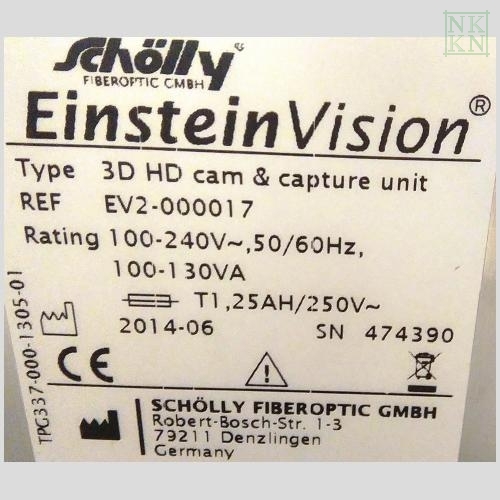 NK
KN
Schölly®
FIBEROPTIC GMBH
EinsteinVision®
Type 3D HD cam & capture unit
REF EV2-000017
Rating 100-240V~,50/60Hz,
100-130VA
T1,25AH/250V~
2014-06 SN 474390
CE
SCHÖLLY FIBEROPTIC GMBH
Robert-Bosch-Str. 1-3
79211 Denzlingen
Germany
TPG337-000-1305-01